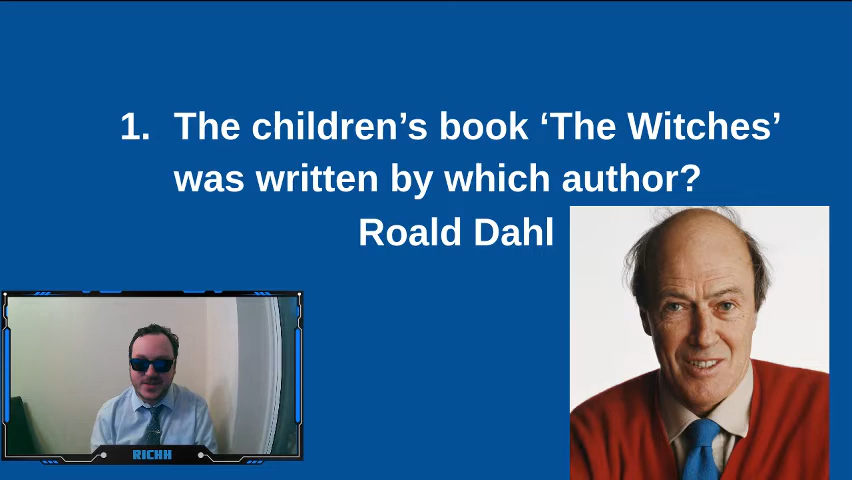 1. The children’s book ‘The Witches’
was written by which author?
Roald Dahl
RICHH